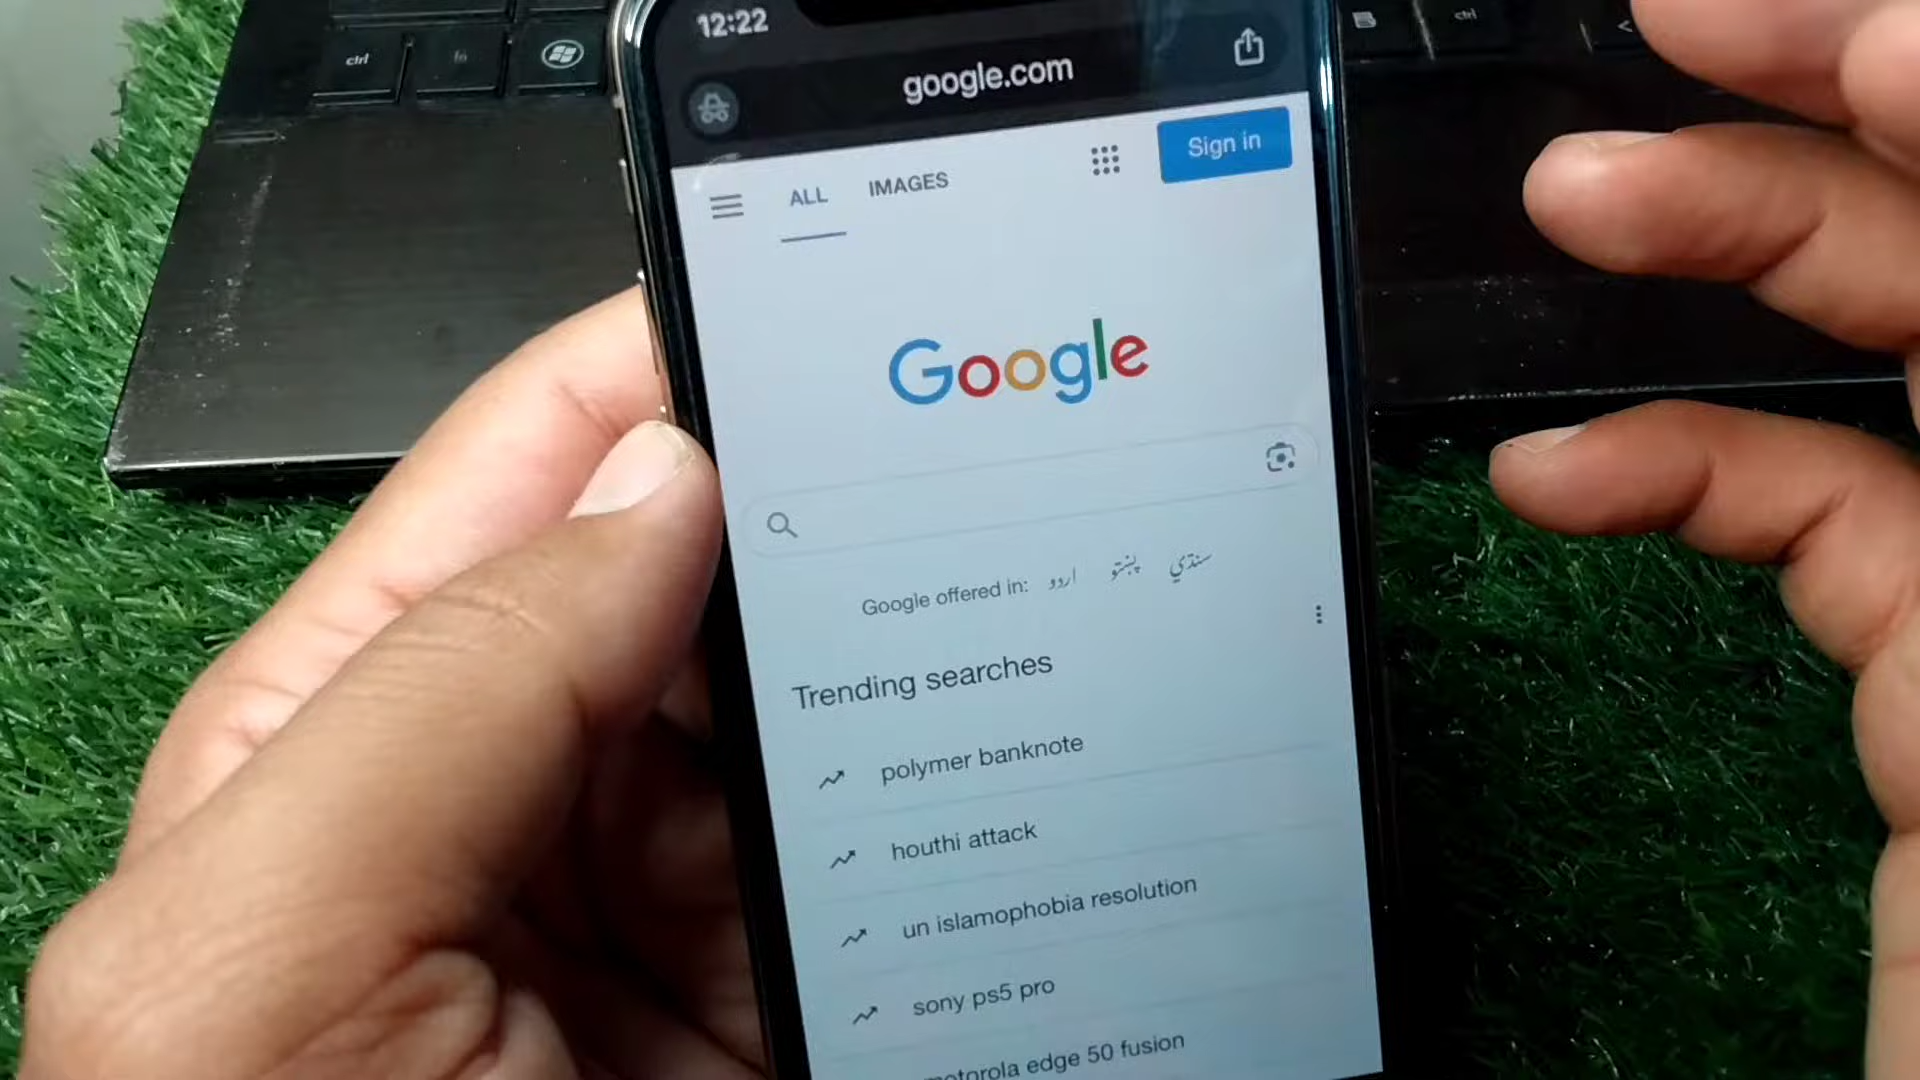 ctrl
fn
ctrl
12:22
google.com
Sign in
ALL
IMAGES
Google
Google offered in: اردو پښتو سنڌي
Trending searches
polymer banknote
houthi attack
un islamophobia resolution
sony ps5 pro
motorola edge 50 fusion